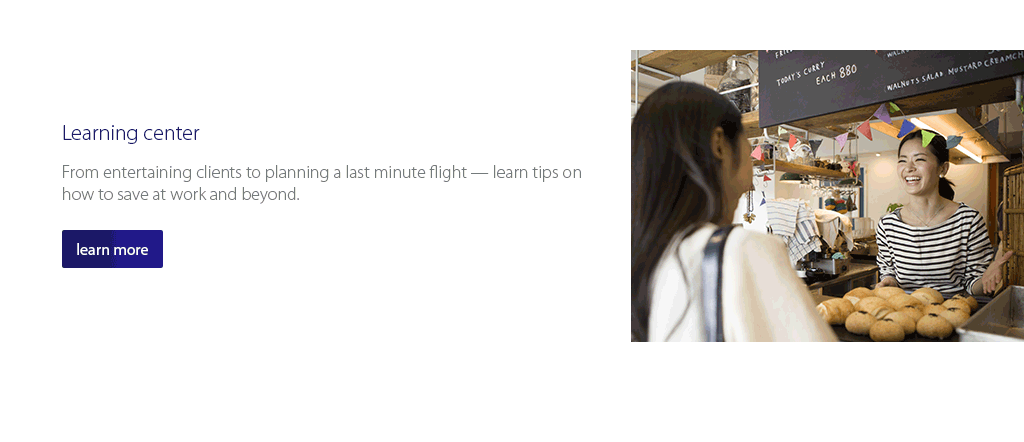 Learning center
From entertaining clients to planning a last minute flight — learn tips on
how to save at work and beyond.
learn more
TODAY'S CURRY
EACH 880
WALNUTS SALAD MUSTARD CREAMCH